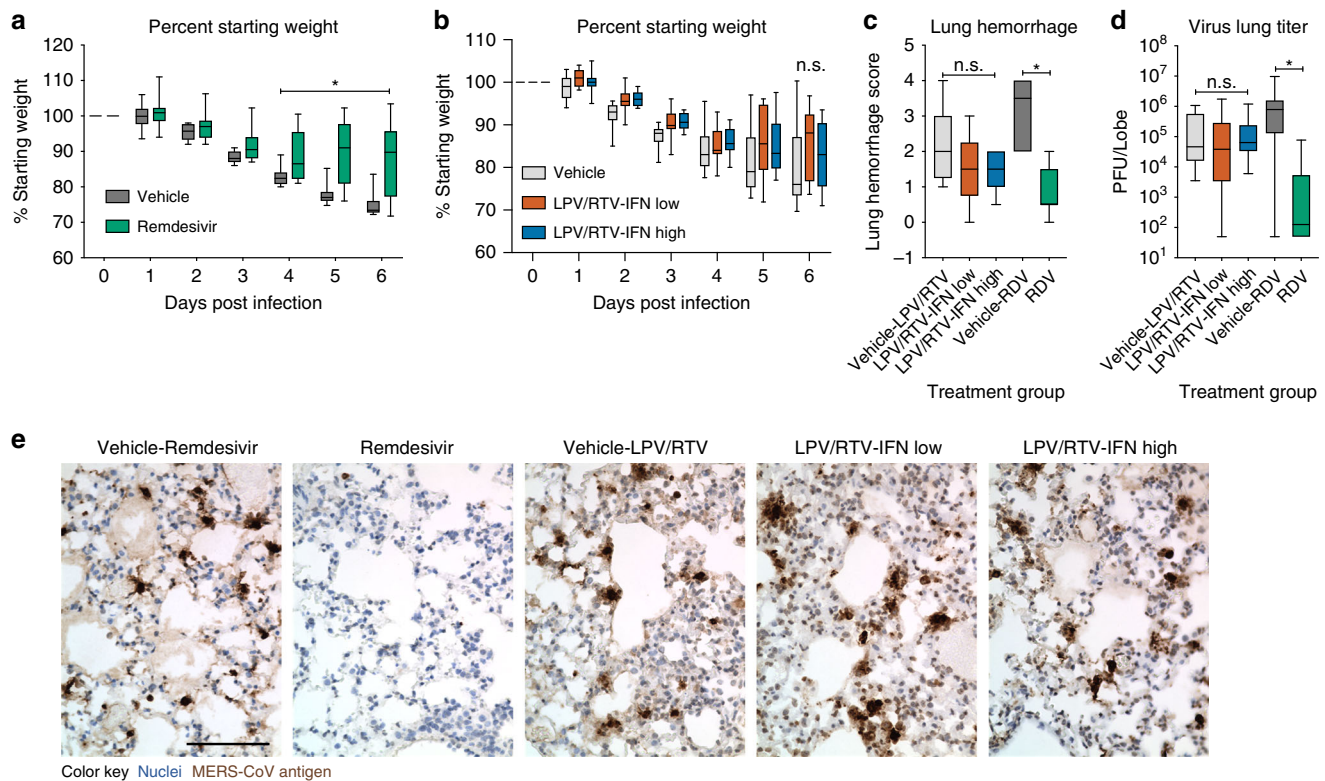 a
Percent starting weight
120
110
100
90
80
70
60
% Starting weight
*
Vehicle
Remdesivir
0 1 2 3 4 5 6
Days post infection
b
Percent starting weight
110
100
90
80
70
60
% Starting weight
n.s.
Vehicle
LPV/RTV-IFN low
LPV/RTV-IFN high
0 1 2 3 4 5 6
Days post infection
c
Lung hemorrhage
5
4
3
2
1
0
–1
Lung hemorrhage score
n.s.
*
Vehicle-LPV/RTV
LPV/RTV-IFN low
LPV/RTV-IFN high
Vehicle-RDV
RDV
Treatment group
d
Virus lung titer
10⁸
10⁷
10⁶
10⁵
10⁴
10³
10²
10¹
PFU/Lobe
n.s.
*
Vehicle-LPV/RTV
LPV/RTV-IFN low
LPV/RTV-IFN high
Vehicle-RDV
RDV
Treatment group
e
Vehicle-Remdesivir
Remdesivir
Vehicle-LPV/RTV
LPV/RTV-IFN low
LPV/RTV-IFN high
Color key Nuclei MERS-CoV antigen